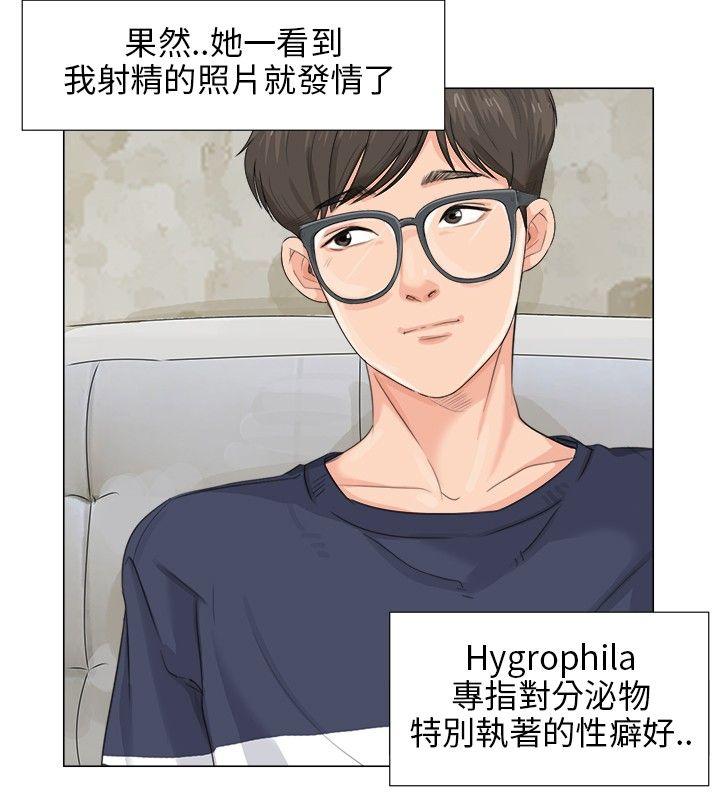 果然..她一看到
我射精的照片就發情了
Hygrophila
專指對分泌物
特別執著的性癖好..